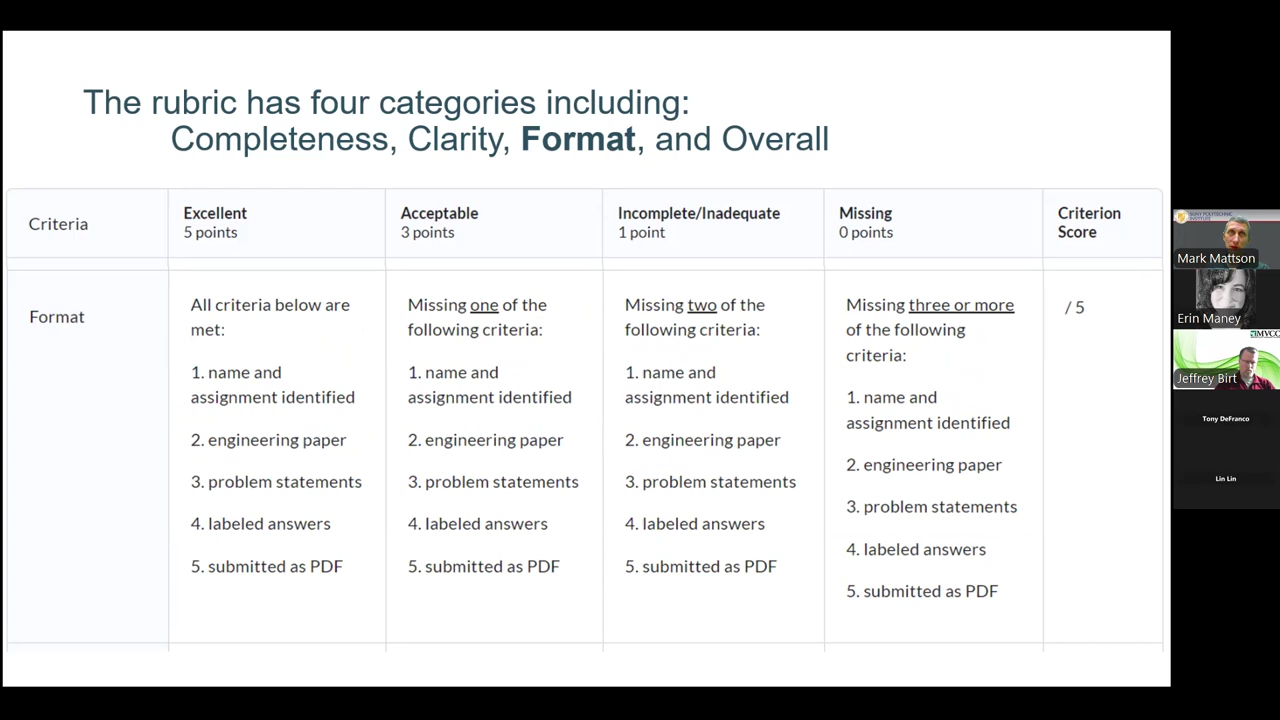 The rubric has four categories including:
Completeness, Clarity, Format, and Overall
Criteria
Excellent
5 points
Acceptable
3 points
Incomplete/Inadequate
1 point
Missing
0 points
Criterion
Score
Format
All criteria below are
met:
1. name and
assignment identified
2. engineering paper
3. problem statements
4. labeled answers
5. submitted as PDF
Missing one of the
following criteria:
1. name and
assignment identified
2. engineering paper
3. problem statements
4. labeled answers
5. submitted as PDF
Missing two of the
following criteria:
1. name and
assignment identified
2. engineering paper
3. problem statements
4. labeled answers
5. submitted as PDF
Missing three or more
of the following
criteria:
1. name and
assignment identified
2. engineering paper
3. problem statements
4. labeled answers
5. submitted as PDF
/ 5
SUNY POLYTECHNIC
INSTITUTE
Mark Mattson
Erin Maney
MVCC
Jeffrey Birt
Tony DeFranco
Lin Lin